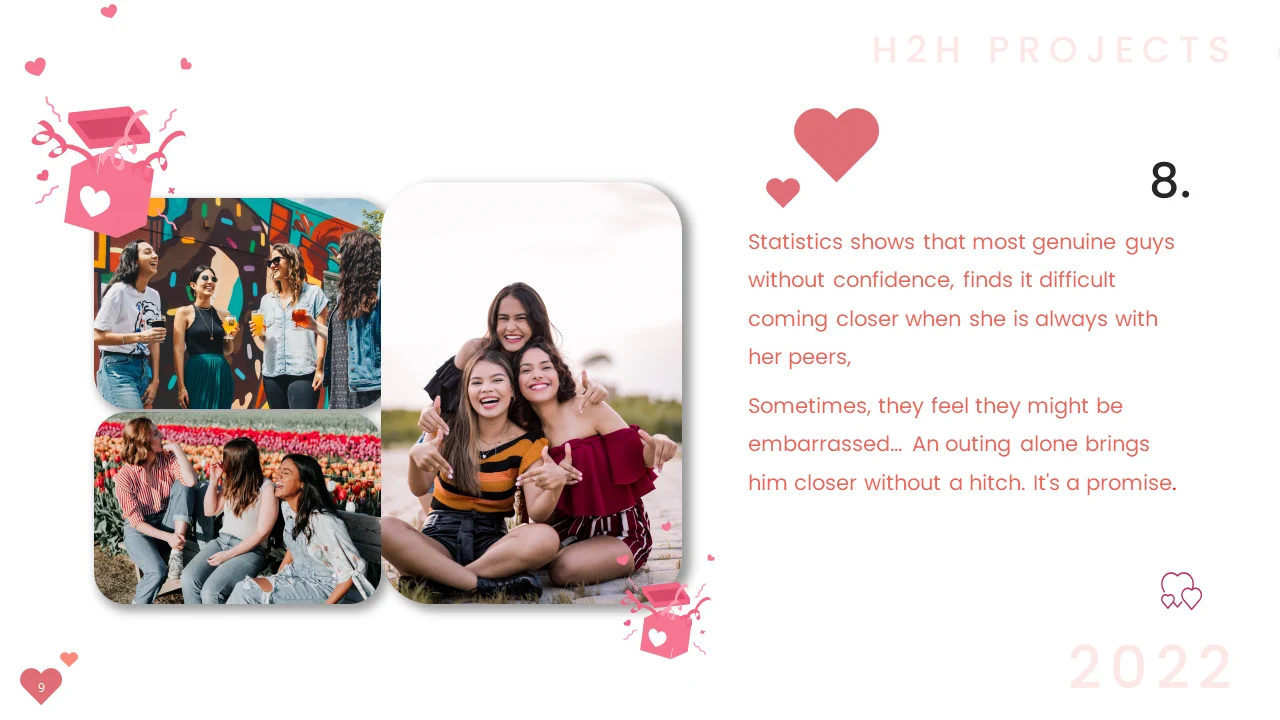 H2H PROJECTS
8.
Statistics shows that most genuine guys
without confidence, finds it difficult
coming closer when she is always with
her peers,
Sometimes, they feel they might be
embarrassed... An outing alone brings
him closer without a hitch. It's a promise.
2022
9